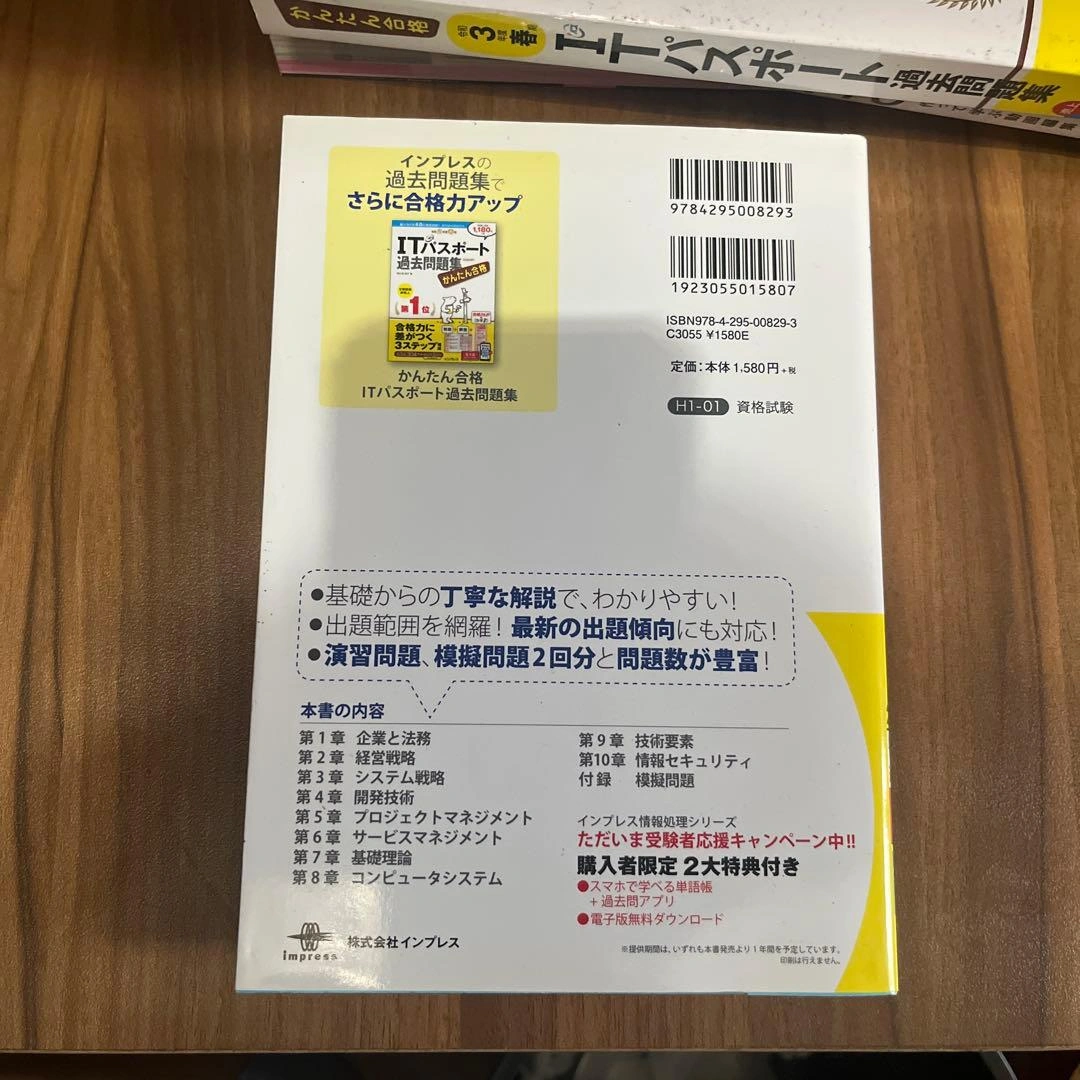 かんたん合格
令和3年度春期
ITパスポート過去問題集
インプレスの
過去問題集で
さらに合格力アップ
1,180
ITパスポート
過去問題集
かんたん合格
第1位
合格力に
差がつく
3ステップ
かんたん合格
ITパスポート過去問題集
9784295008293
1923055015807
ISBN978-4-295-00829-3
C3055 ¥1580E
定価:本体1,580円+税
H1-01 資格試験
●基礎からの丁寧な解説で、わかりやすい!
●出題範囲を網羅!最新の出題傾向にも対応!
●演習問題、模擬問題2回分と問題数が豊富!
本書の内容
第1章 企業と法務
第2章 経営戦略
第3章 システム戦略
第4章 開発技術
第5章 プロジェクトマネジメント
第6章 サービスマネジメント
第7章 基礎理論
第8章 コンピュータシステム
第9章 技術要素
第10章 情報セキュリティ
付録 模擬問題
インプレス情報処理シリーズ
ただいま受験者応援キャンペーン中!!
購入者限定 2大特典付き
●スマホで学べる単語帳
+過去問アプリ
●電子版無料ダウンロード
※提供期間は、いずれも本書発売より1年間を予定しています。
印刷は行えません。
impress
株式会社インプレス